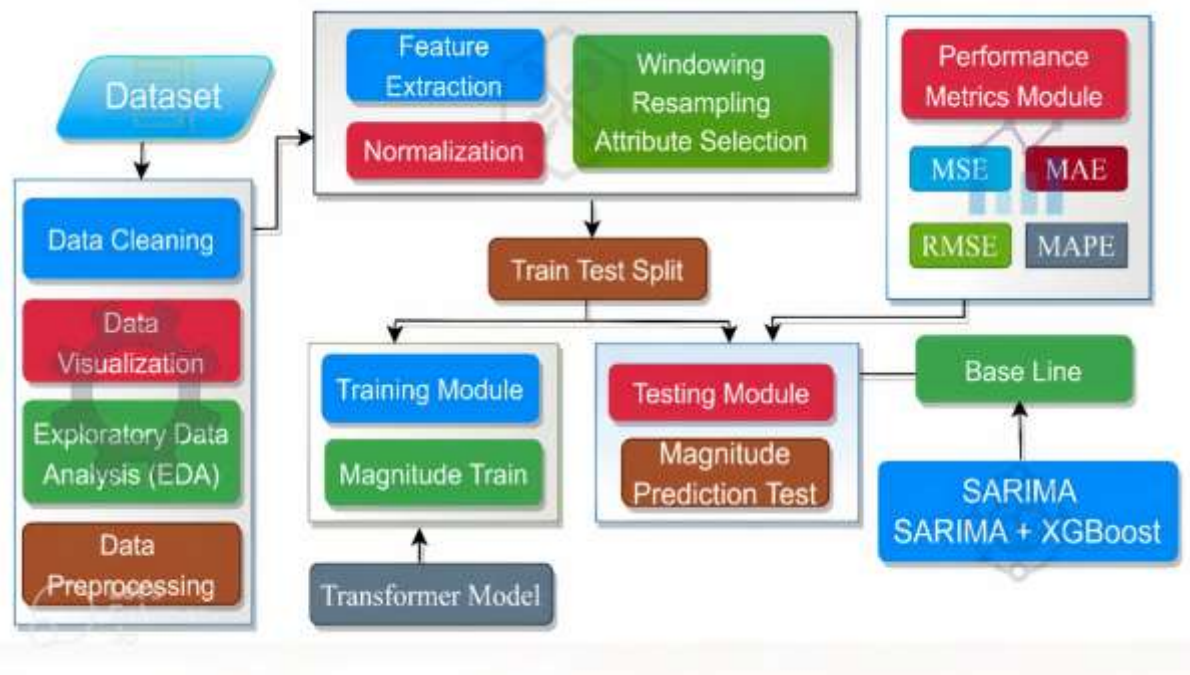 Dataset
Data Cleaning
Data
Visualization
Exploratory Data
Analysis (EDA)
Data
Preprocessing
Feature
Extraction
Normalization
Windowing
Resampling
Attribute Selection
Train Test Split
Training Module
Magnitude Train
Transformer Model
Testing Module
Magnitude
Prediction Test
Performance
Metrics Module
MSE
MAE
RMSE
MAPE
Base Line
SARIMA
SARIMA + XGBoost